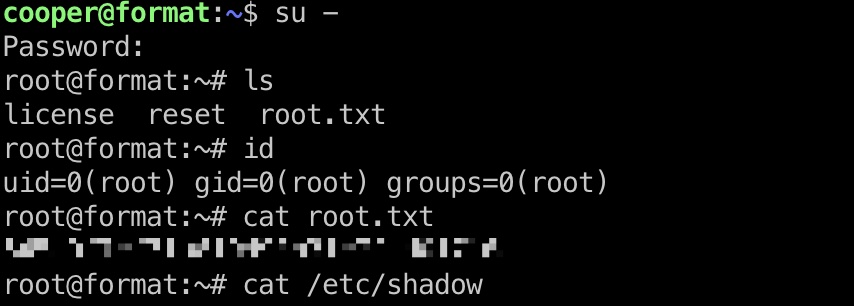 cooper@format:~$ su -
Password:
root@format:~# ls
license  reset  root.txt
root@format:~# id
uid=0(root) gid=0(root) groups=0(root)
root@format:~# cat root.txt
root@format:~# cat /etc/shadow